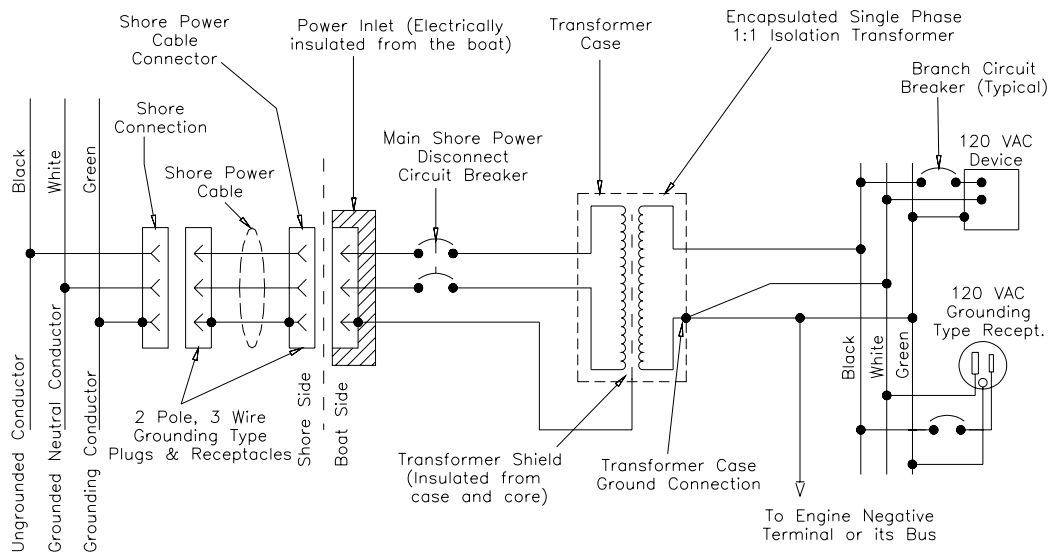 Shore Power
Cable
Connector
Power Inlet (Electrically
insulated from the boat)
Transformer
Case
Encapsulated Single Phase
1:1 Isolation Transformer
Branch Circuit
Breaker (Typical)
Shore
Connection
Shore Power
Cable
Main Shore Power
Disconnect
Circuit Breaker
120 VAC
Device
Black
White
Green
120 VAC
Grounding
Type Recept.
Black
White
Green
Ungrounded Conductor
Grounded Neutral Conductor
Grounding Conductor
2 Pole, 3 Wire
Grounding Type
Plugs & Receptacles
Shore Side
Boat Side
Transformer Shield
(Insulated from
case and core)
Transformer Case
Ground Connection
To Engine Negative
Terminal or its Bus